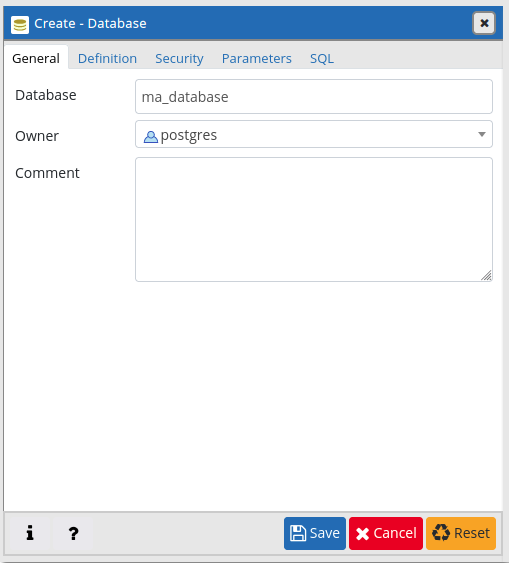 Create - Database
General Definition Security Parameters SQL
Database ma_database
Owner postgres
Comment
i ? Save Cancel Reset